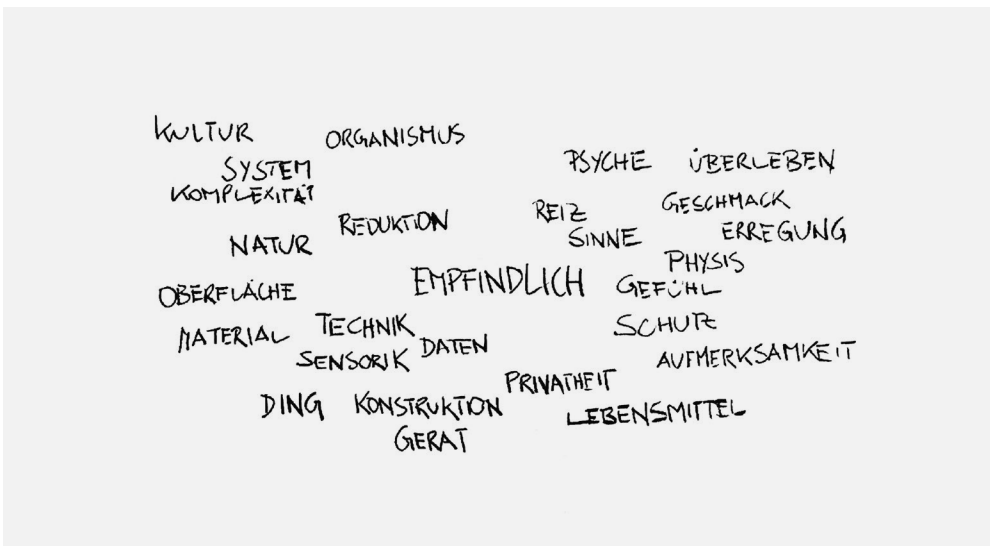 KULTUR
ORGANISMUS
SYSTEM
PSYCHE
ÜBERLEBEN
KOMPLEXITÄT
REDUKTION
REIZ
GESCHMACK
NATUR
SINNE
ERREGUNG
PHYSIS
OBERFLÄCHE
EMPFINDLICH
GEFÜHL
MATERIAL
TECHNIK
SCHUTZ
SENSORIK
DATEN
AUFMERKSAMKEIT
PRIVATHEIT
DING
KONSTRUKTION
LEBENSMITTEL
GERAT